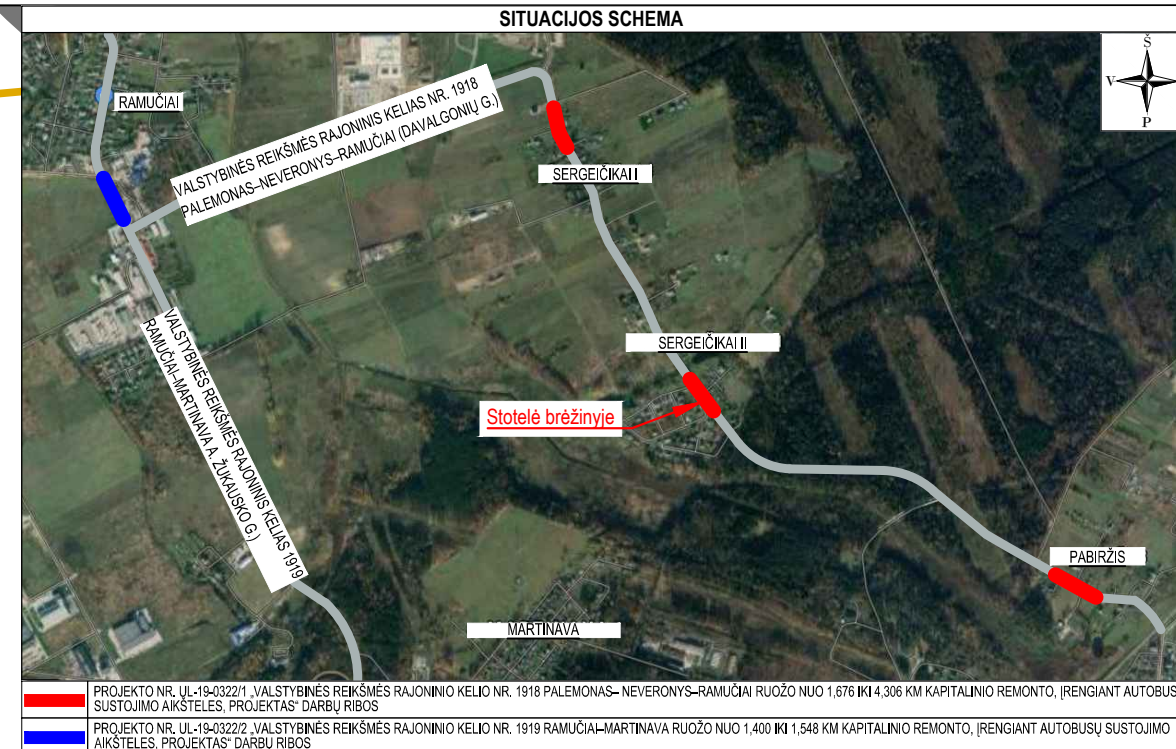 SITUACIJOS SCHEMA
Š
V
P
RAMUČIAI
VALSTYBINĖS REIKŠMĖS RAJONINIS KELIAS NR. 1918
PALEMONAS–NEVERONYS–RAMUČIAI (DAVALGONIŲ G.)
SERGEIČIKAI I
VALSTYBINĖS REIKŠMĖS RAJONINIS KELIAS 1919
RAMUČIAI-MARTINAVA A. ŽUKAUSKO G.)
SERGEIČIKAI II
Stotelė brėžinyje
PABIRŽIS
MARTINAVA
PROJEKTO NR. UL-19-0322/1 „VALSTYBINĖS REIKŠMĖS RAJONINIO KELIO NR. 1918 PALEMONAS– NEVERONYS–RAMUČIAI RUOŽO NUO 1,676 IKI 4,306 KM KAPITALINIO REMONTO, ĮRENGIANT AUTOBUS
SUSTOJIMO AIKŠTELES, PROJEKTAS“ DARBŲ RIBOS
PROJEKTO NR. UL-19-0322/2 „VALSTYBINĖS REIKŠMĖS RAJONINIO KELIO NR. 1919 RAMUČIAI–MARTINAVA RUOŽO NUO 1,400 IKI 1,548 KM KAPITALINIO REMONTO, ĮRENGIANT AUTOBUSŲ SUSTOJIMO
AIKŠTELES, PROJEKTAS“ DARBŲ RIBOS